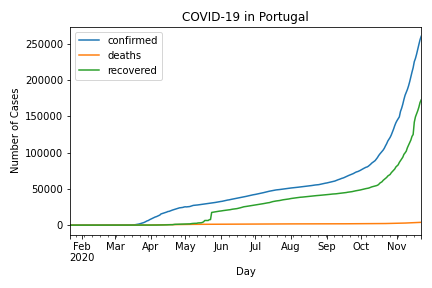 COVID-19 in Portugal
confirmed
deaths
recovered
Number of Cases
250000
200000
150000
100000
50000
0
Feb Mar Apr May Jun Jul Aug Sep Oct Nov
2020
Day